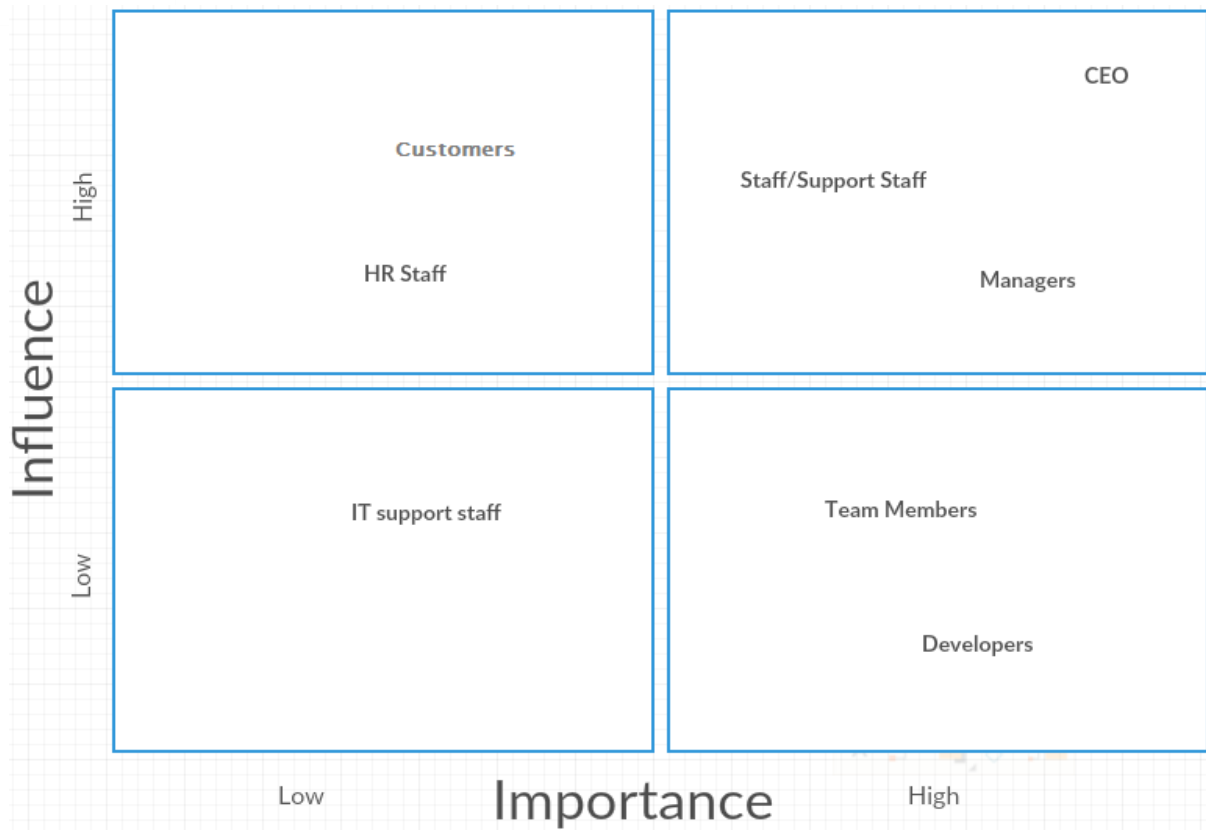 CEO
Customers
Staff/Support Staff
High
HR Staff
Managers
Influence
IT support staff
Team Members
Low
Developers
Low
Importance
High